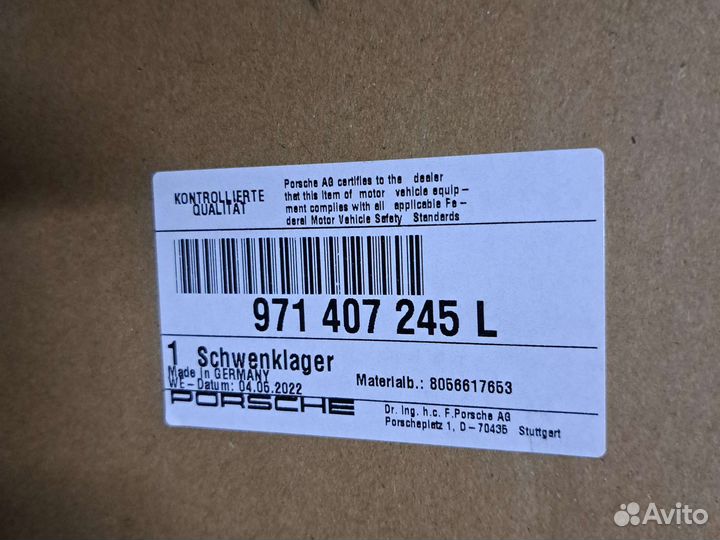 KONTROLLIERTE
QUALITÄT
Porsche AG certifies to the dealer
that this item of motor vehicle equip-
ment complies with all applicable Fe-
deral Motor Vehicle Safety Standards
971 407 245 L
1 Schwenklager
Made in GERMANY
WE-Datum: 04.05.2022
Materialb.: 8056617653
PORSCHE
Dr. Ing. h.c. F.Porsche AG
Porscheplatz 1, D-70435 Stuttgart
Avito